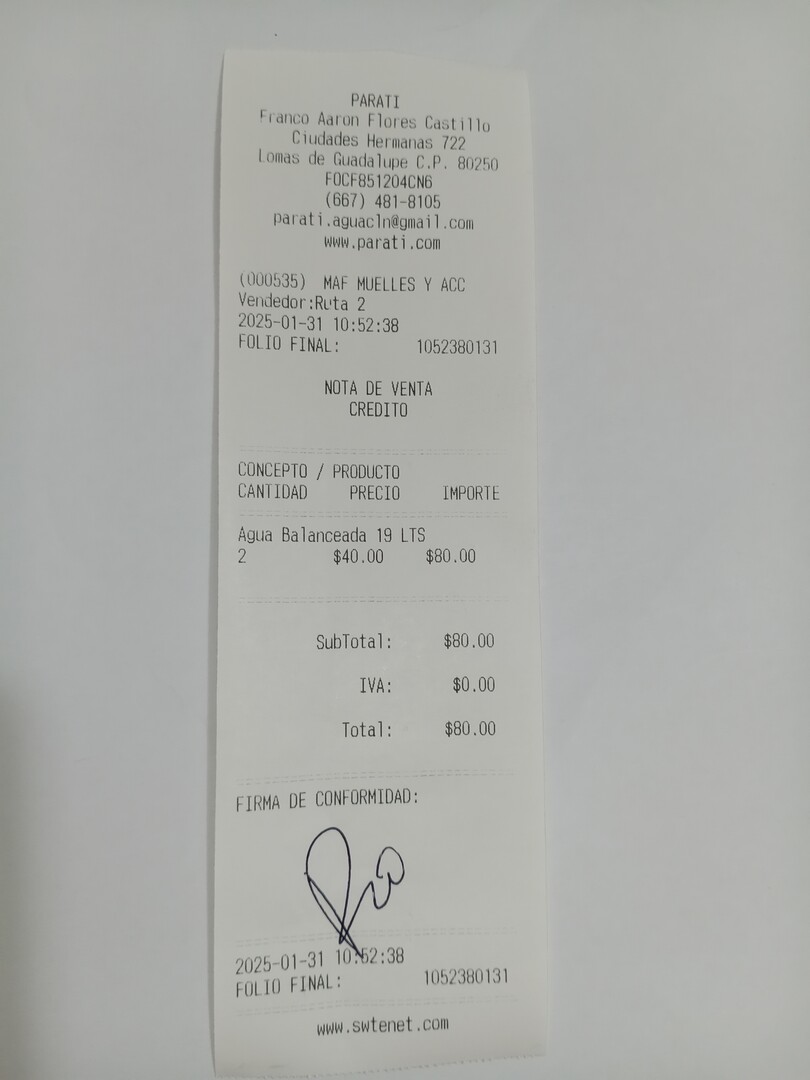 PARATI
Franco Aaron Flores Castillo
Ciudades Hermanas 722
Lomas de Guadalupe C.P. 80250
FOCF851204CN6
(667) 481-8105
parati.aguacln@gmail.com
www.parati.com
(000535) MAF MUELLES Y ACC
Vendedor:Ruta 2
2025-01-31 10:52:38
FOLIO FINAL: 1052380131
NOTA DE VENTA
CREDITO
CONCEPTO / PRODUCTO
CANTIDAD PRECIO IMPORTE
Agua Balanceada 19 LTS
2 $40.00 $80.00
SubTotal: $80.00
IVA: $0.00
Total: $80.00
FIRMA DE CONFORMIDAD:
2025-01-31 10:52:38
FOLIO FINAL: 1052380131
www.swtenet.com